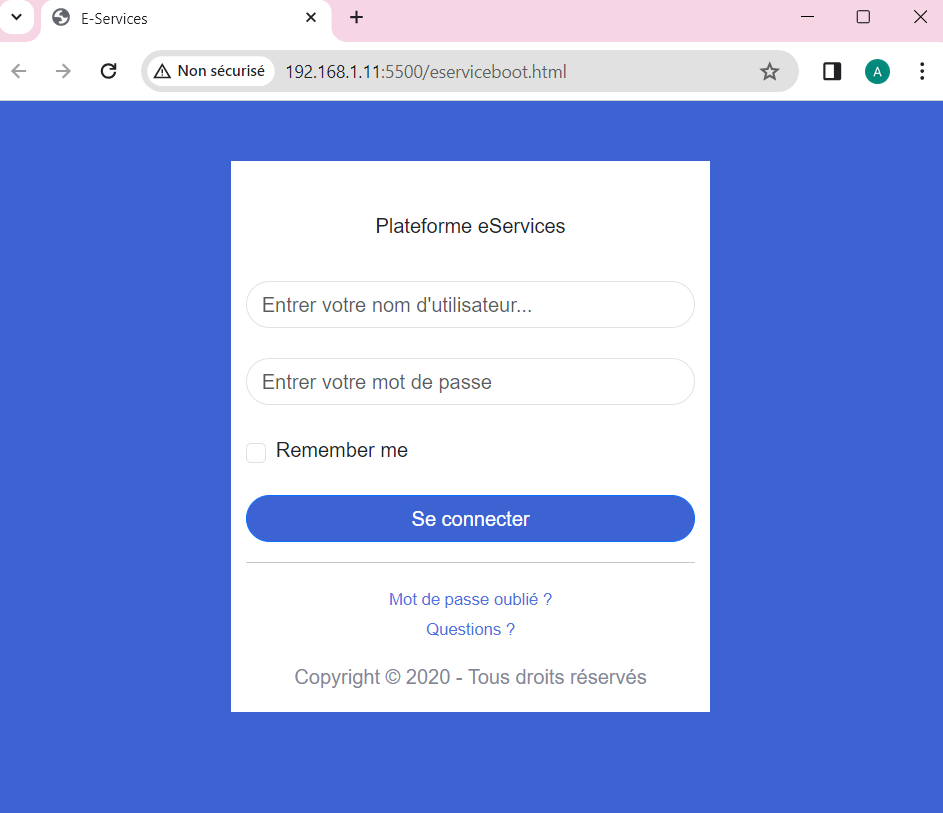 E-Services
Non sécurisé
192.168.1.11:5500/eserviceboot.html
A
Plateforme eServices
Entrer votre nom d'utilisateur...
Entrer votre mot de passe
Remember me
Se connecter
Mot de passe oublié ?
Questions ?
Copyright © 2020 - Tous droits réservés